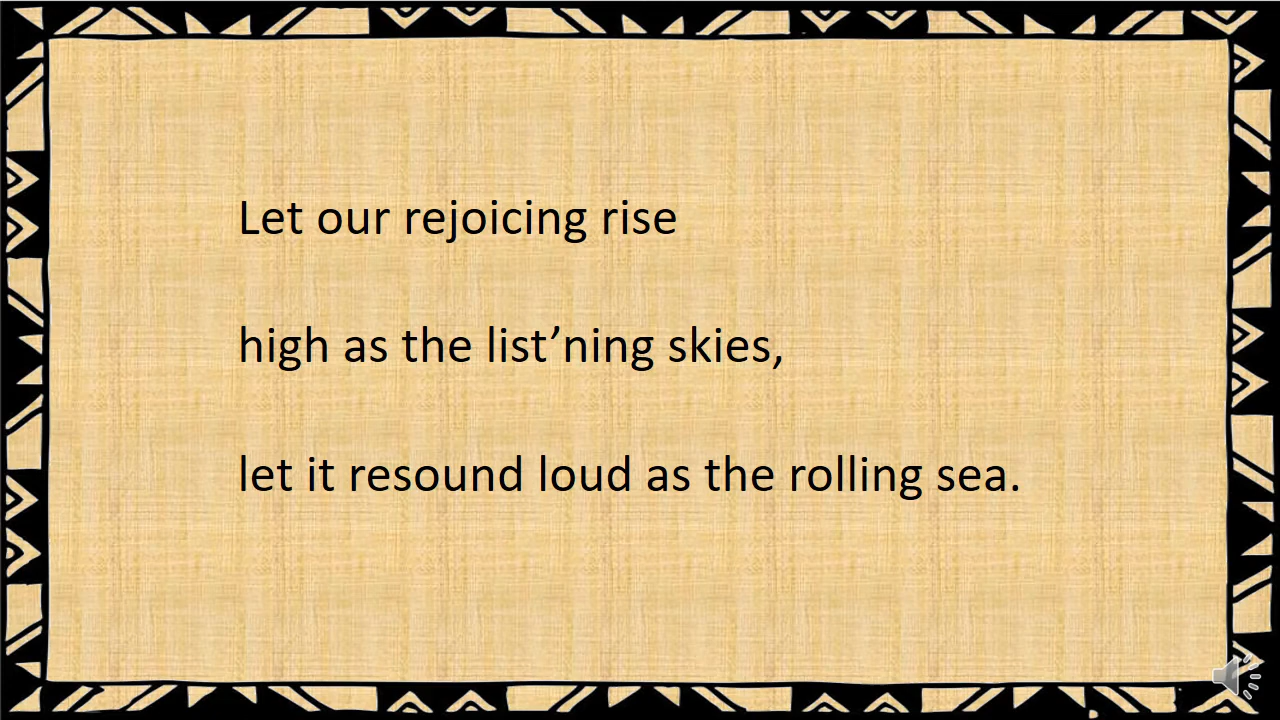 Let our rejoicing rise
high as the list’ning skies,
let it resound loud as the rolling sea.